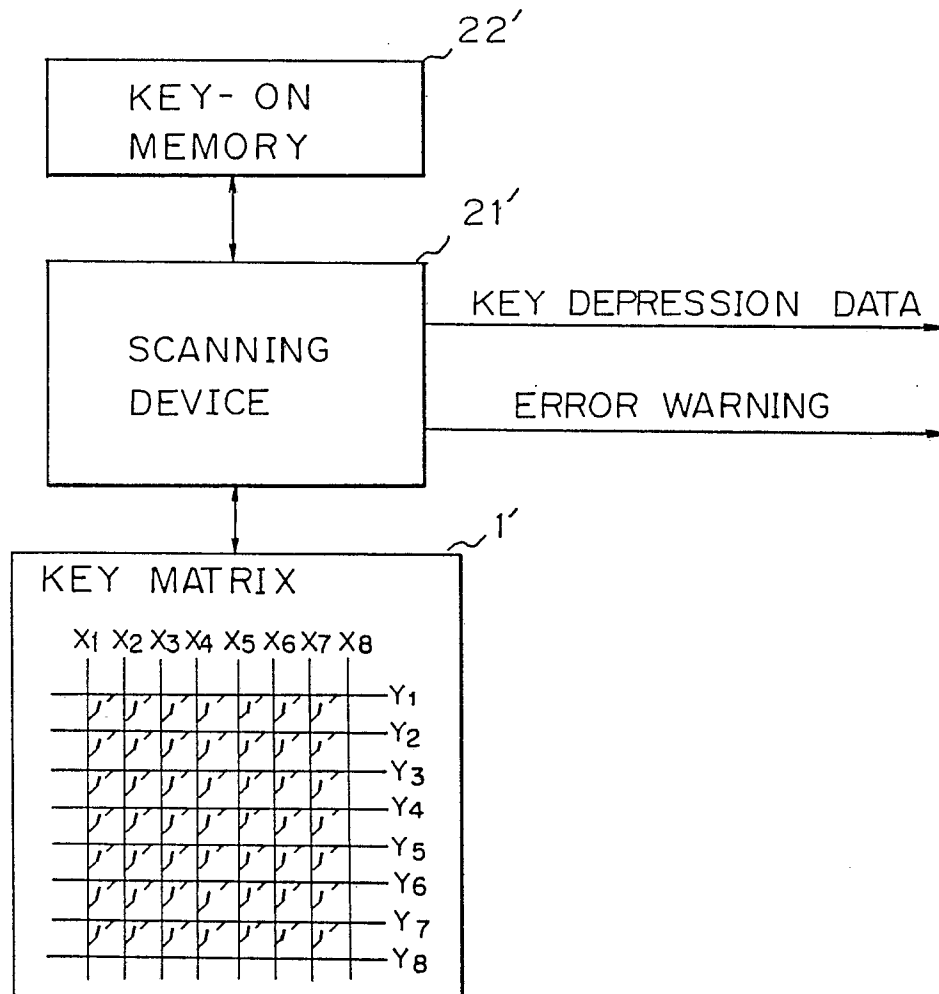 22′
KEY-ON
MEMORY
21′
KEY DEPRESSION DATA
SCANNING
DEVICE
ERROR WARNING
1′
KEY MATRIX
X1 X2 X3 X4 X5 X6 X7 X8
Y1
Y2
Y3
Y4
Y5
Y6
Y7
Y8